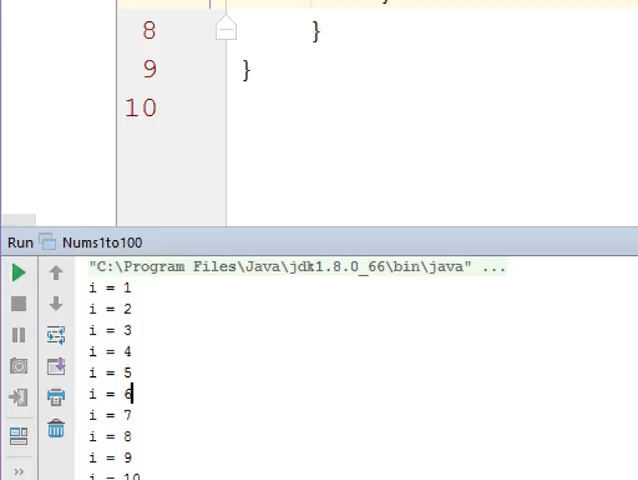 8 }
9 }
10
Run Nums1to100
"C:\Program Files\Java\jdk1.8.0_66\bin\java" ...
i = 1
i = 2
i = 3
i = 4
i = 5
i = 6
i = 7
i = 8
i = 9
i = 10